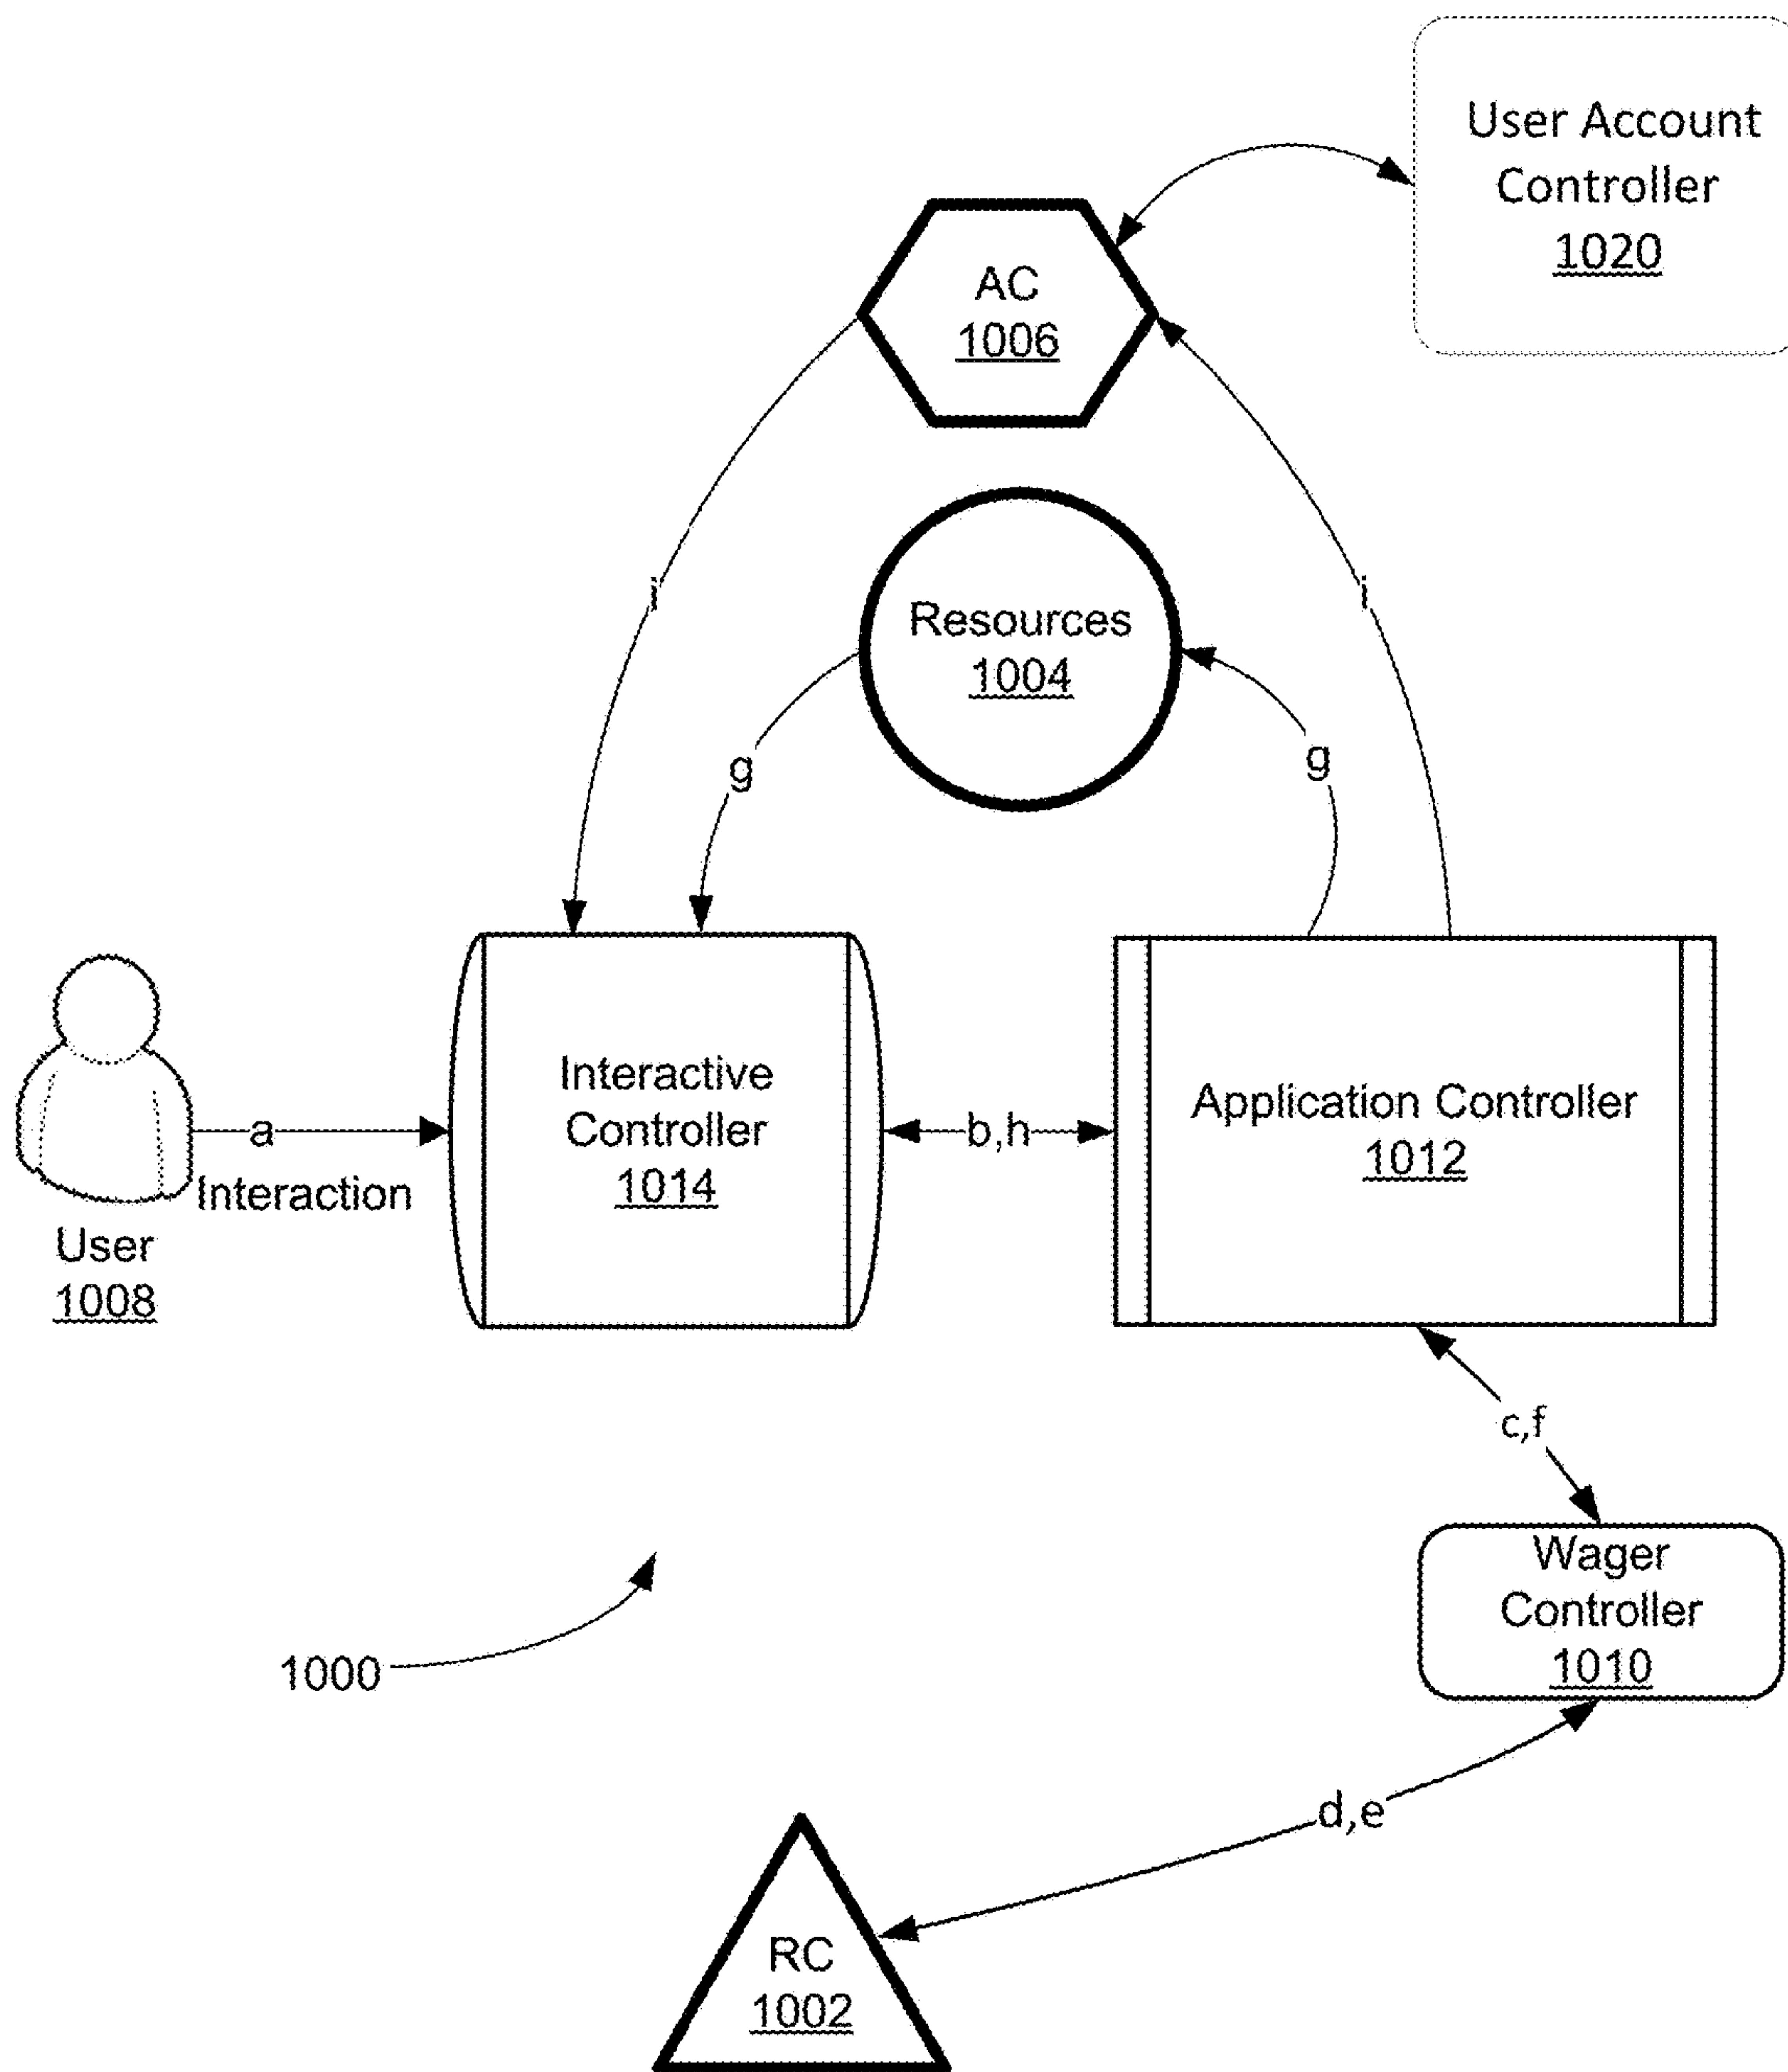 User Account
Controller
1020
AC
1006
i
i
Resources
1004
g
g
Interactive
Controller
1014
Application Controller
1012
a
Interaction
b,h
User
1008
c,f
Wager
Controller
1010
1000
d,e
RC
1002